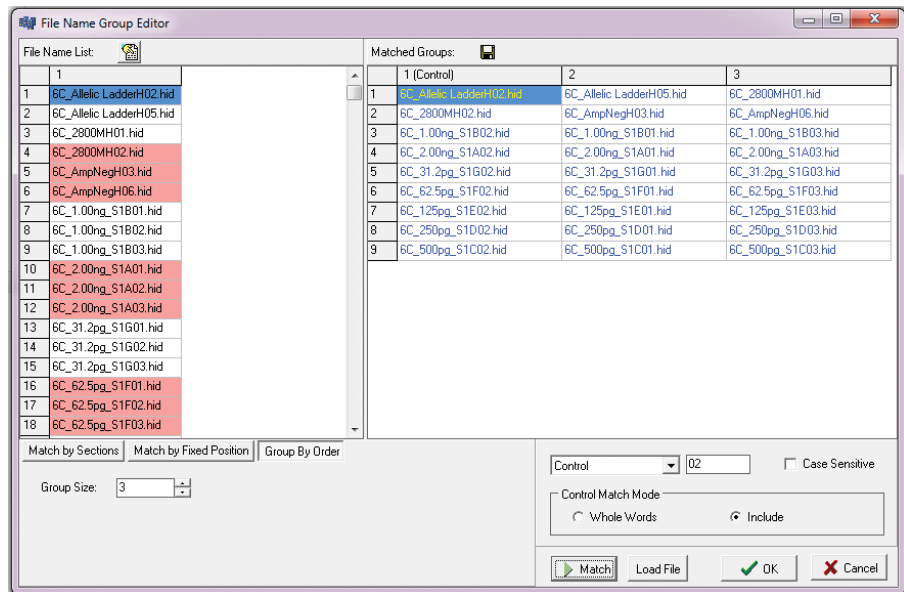 File Name Group Editor
File Name List:
1
1 6C_Allelic LadderH02.hid
2 6C_Allelic LadderH05.hid
3 6C_2800MH01.hid
4 6C_2800MH02.hid
5 6C_AmpNegH03.hid
6 6C_AmpNegH06.hid
7 6C_1.00ng_S1B01.hid
8 6C_1.00ng_S1B02.hid
9 6C_1.00ng_S1B03.hid
10 6C_2.00ng_S1A01.hid
11 6C_2.00ng_S1A02.hid
12 6C_2.00ng_S1A03.hid
13 6C_31.2pg_S1G01.hid
14 6C_31.2pg_S1G02.hid
15 6C_31.2pg_S1G03.hid
16 6C_62.5pg_S1F01.hid
17 6C_62.5pg_S1F02.hid
18 6C_62.5pg_S1F03.hid
Matched Groups:
1 (Control) 2 3
1 6C_Allelic LadderH02.hid 6C_Allelic LadderH05.hid 6C_2800MH01.hid
2 6C_2800MH02.hid 6C_AmpNegH03.hid 6C_AmpNegH06.hid
3 6C_1.00ng_S1B02.hid 6C_1.00ng_S1B01.hid 6C_1.00ng_S1B03.hid
4 6C_2.00ng_S1A02.hid 6C_2.00ng_S1A01.hid 6C_2.00ng_S1A03.hid
5 6C_31.2pg_S1G02.hid 6C_31.2pg_S1G01.hid 6C_31.2pg_S1G03.hid
6 6C_62.5pg_S1F02.hid 6C_62.5pg_S1F01.hid 6C_62.5pg_S1F03.hid
7 6C_125pg_S1E02.hid 6C_125pg_S1E01.hid 6C_125pg_S1E03.hid
8 6C_250pg_S1D02.hid 6C_250pg_S1D01.hid 6C_250pg_S1D03.hid
9 6C_500pg_S1C02.hid 6C_500pg_S1C01.hid 6C_500pg_S1C03.hid
Match by Sections Match by Fixed Position Group By Order
Group Size: 3
Control 02 Case Sensitive
Control Match Mode
Whole Words Include
Match Load File OK Cancel